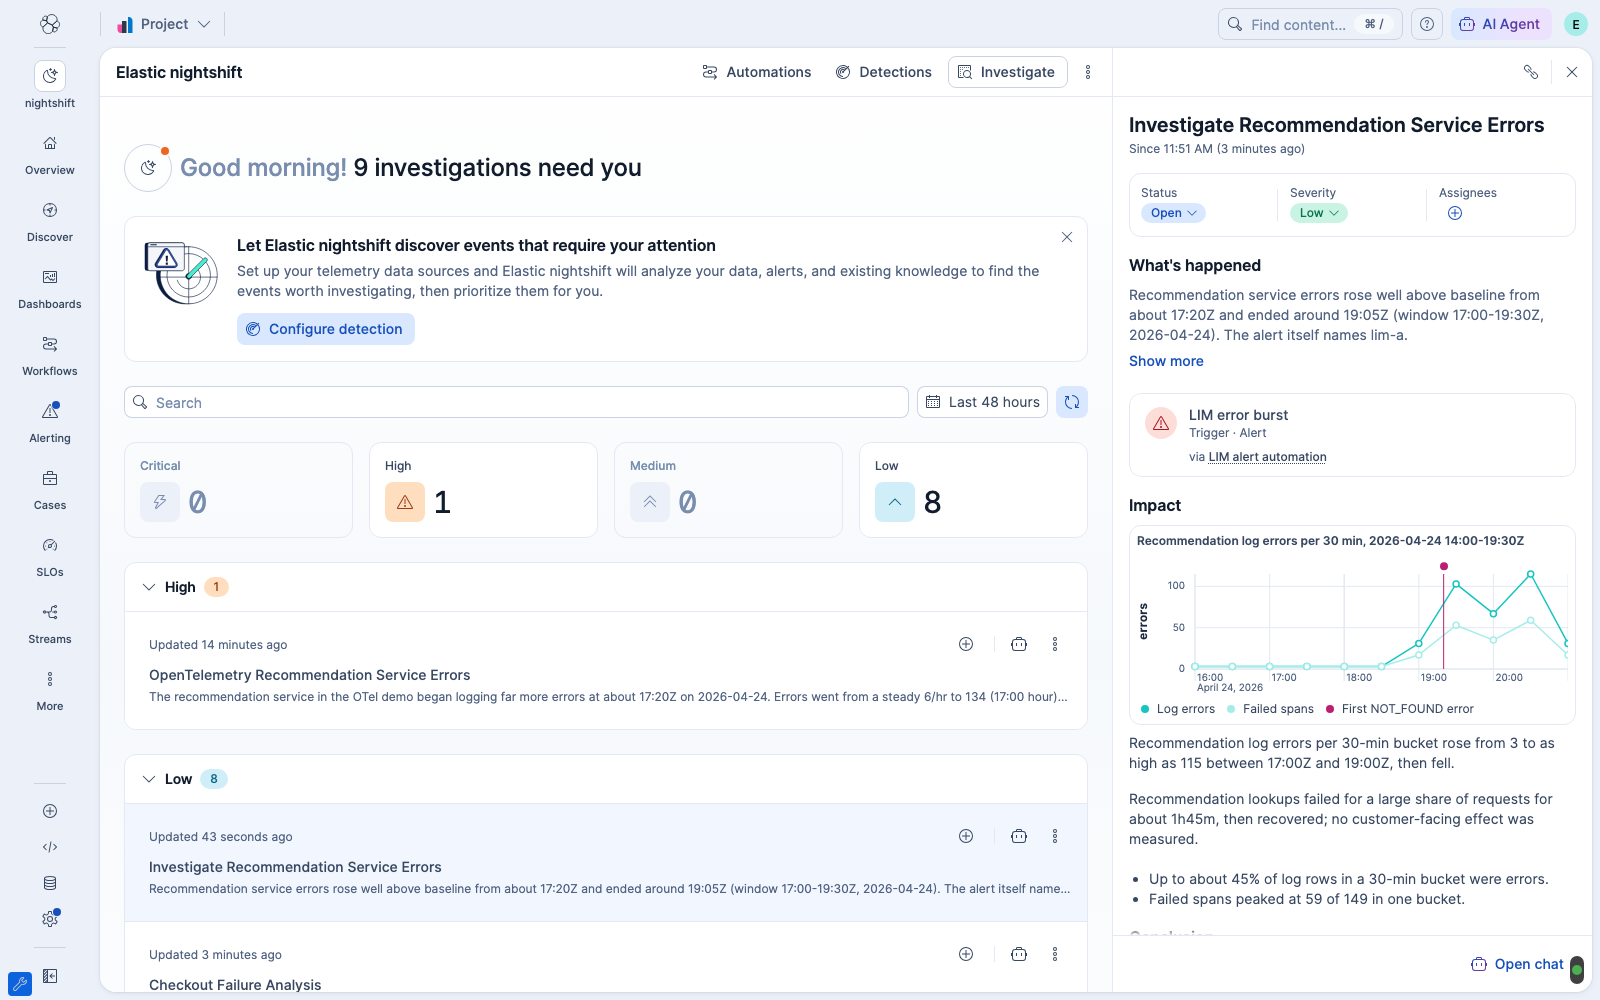 Project
Find content...
⌘ /
AI Agent
E
nightshift
Overview
Discover
Dashboards
Workflows
Alerting
Cases
SLOs
Streams
More
Elastic nightshift
Automations
Detections
Investigate
Good morning! 9 investigations need you
Let Elastic nightshift discover events that require your attention
Set up your telemetry data sources and Elastic nightshift will analyze your data, alerts, and existing knowledge to find the
events worth investigating, then prioritize them for you.
Configure detection
Search
Last 48 hours
Critical
0
High
1
Medium
0
Low
8
High 1
Updated 14 minutes ago
OpenTelemetry Recommendation Service Errors
The recommendation service in the OTel demo began logging far more errors at about 17:20Z on 2026-04-24. Errors went from a steady 6/hr to 134 (17:00 hour)...
Low 8
Updated 43 seconds ago
Investigate Recommendation Service Errors
Recommendation service errors rose well above baseline from about 17:20Z and ended around 19:05Z (window 17:00-19:30Z, 2026-04-24). The alert itself name...
Updated 3 minutes ago
Checkout Failure Analysis
Investigate Recommendation Service Errors
Since 11:51 AM (3 minutes ago)
Status
Open
Severity
Low
Assignees
What's happened
Recommendation service errors rose well above baseline from
about 17:20Z and ended around 19:05Z (window 17:00-19:30Z,
2026-04-24). The alert itself names lim-a.
Show more
LIM error burst
Trigger · Alert
via LIM alert automation
Impact
Recommendation log errors per 30 min, 2026-04-24 14:00-19:30Z
errors
100
50
0
16:00
April 24, 2026
17:00
18:00
19:00
20:00
Log errors
Failed spans
First NOT_FOUND error
Recommendation log errors per 30-min bucket rose from 3 to as
high as 115 between 17:00Z and 19:00Z, then fell.
Recommendation lookups failed for a large share of requests for
about 1h45m, then recovered; no customer-facing effect was
measured.
• Up to about 45% of log rows in a 30-min bucket were errors.
• Failed spans peaked at 59 of 149 in one bucket.
Conclusion
Open chat